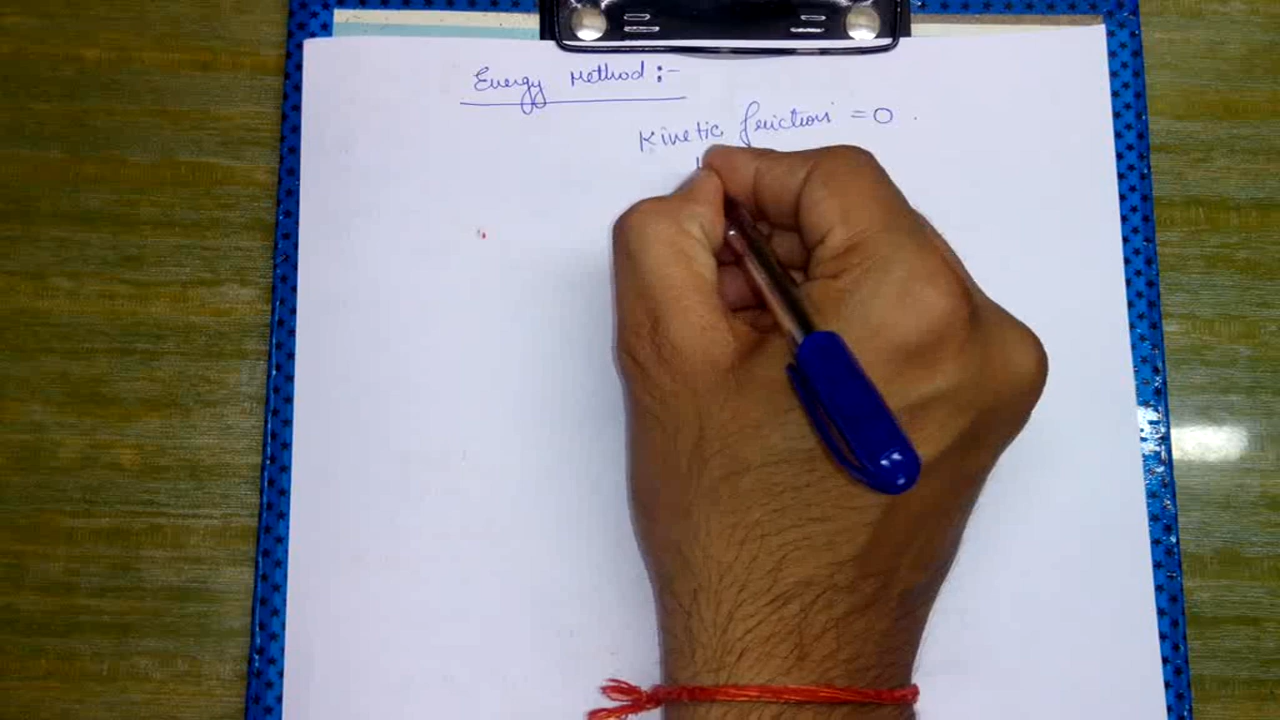 Energy Method :-
Kinetic friction = 0 .